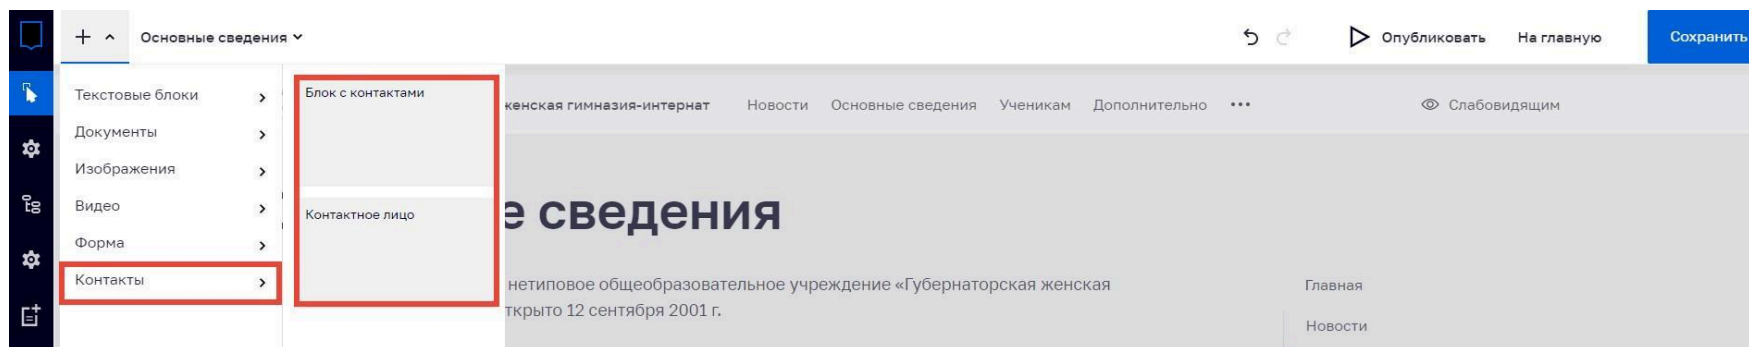 Основные сведения
Опубликовать
На главную
Сохранить
Текстовые блоки
Документы
Изображения
Видео
Форма
Контакты
Блок с контактами
Контактное лицо
женская гимназия-интернат
Новости
Основные сведения
Ученикам
Дополнительно
•••
Слабовидящим
е сведения
нетиповое общеобразовательное учреждение «Губернаторская женская
ткрыто 12 сентября 2001 г.
Главная
Новости